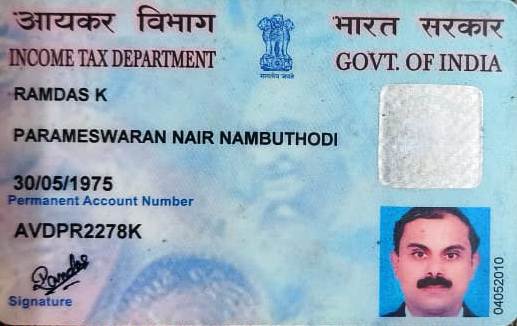 आयकर विभाग
भारत सरकार
INCOME TAX DEPARTMENT
GOVT. OF INDIA
सत्यमेव जयते
RAMDAS K
PARAMESWARAN NAIR NAMBUTHODI
30/05/1975
Permanent Account Number
AVDPR2278K
Ramdas
Signature
04052010